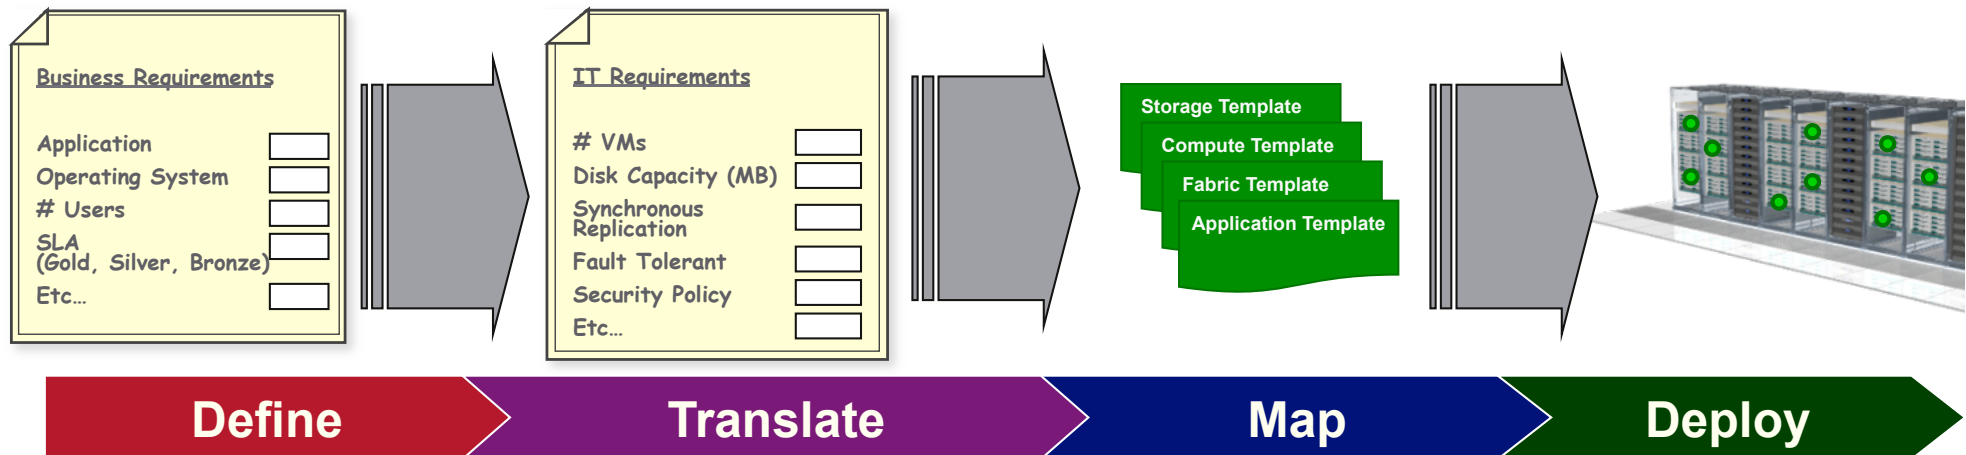 Business Requirements
Application
Operating System
# Users
SLA
(Gold, Silver, Bronze)
Etc…
IT Requirements
# VMs
Disk Capacity (MB)
Synchronous
Replication
Fault Tolerant
Security Policy
Etc…
Storage Template
Compute Template
Fabric Template
Application Template
Define
Translate
Map
Deploy